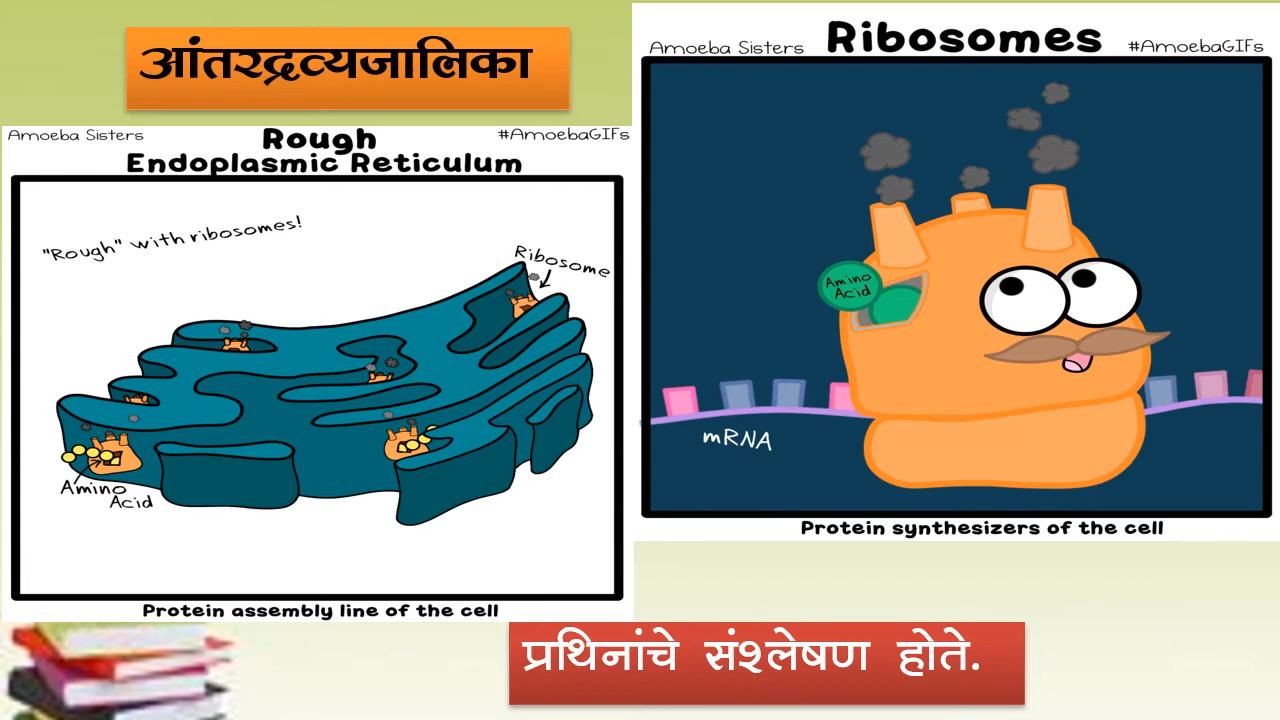 आंतरद्रव्यजालिका
Amoeba Sisters
#AmoebaGIFs
Rough
Endoplasmic Reticulum
"Rough" with ribosomes!
Ribosome
Amino
Acid
Protein assembly line of the cell
Amoeba Sisters
Ribosomes
#AmoebaGIFs
Amino
Acid
mRNA
Protein synthesizers of the cell
प्रथिनांचे संश्लेषण होते.